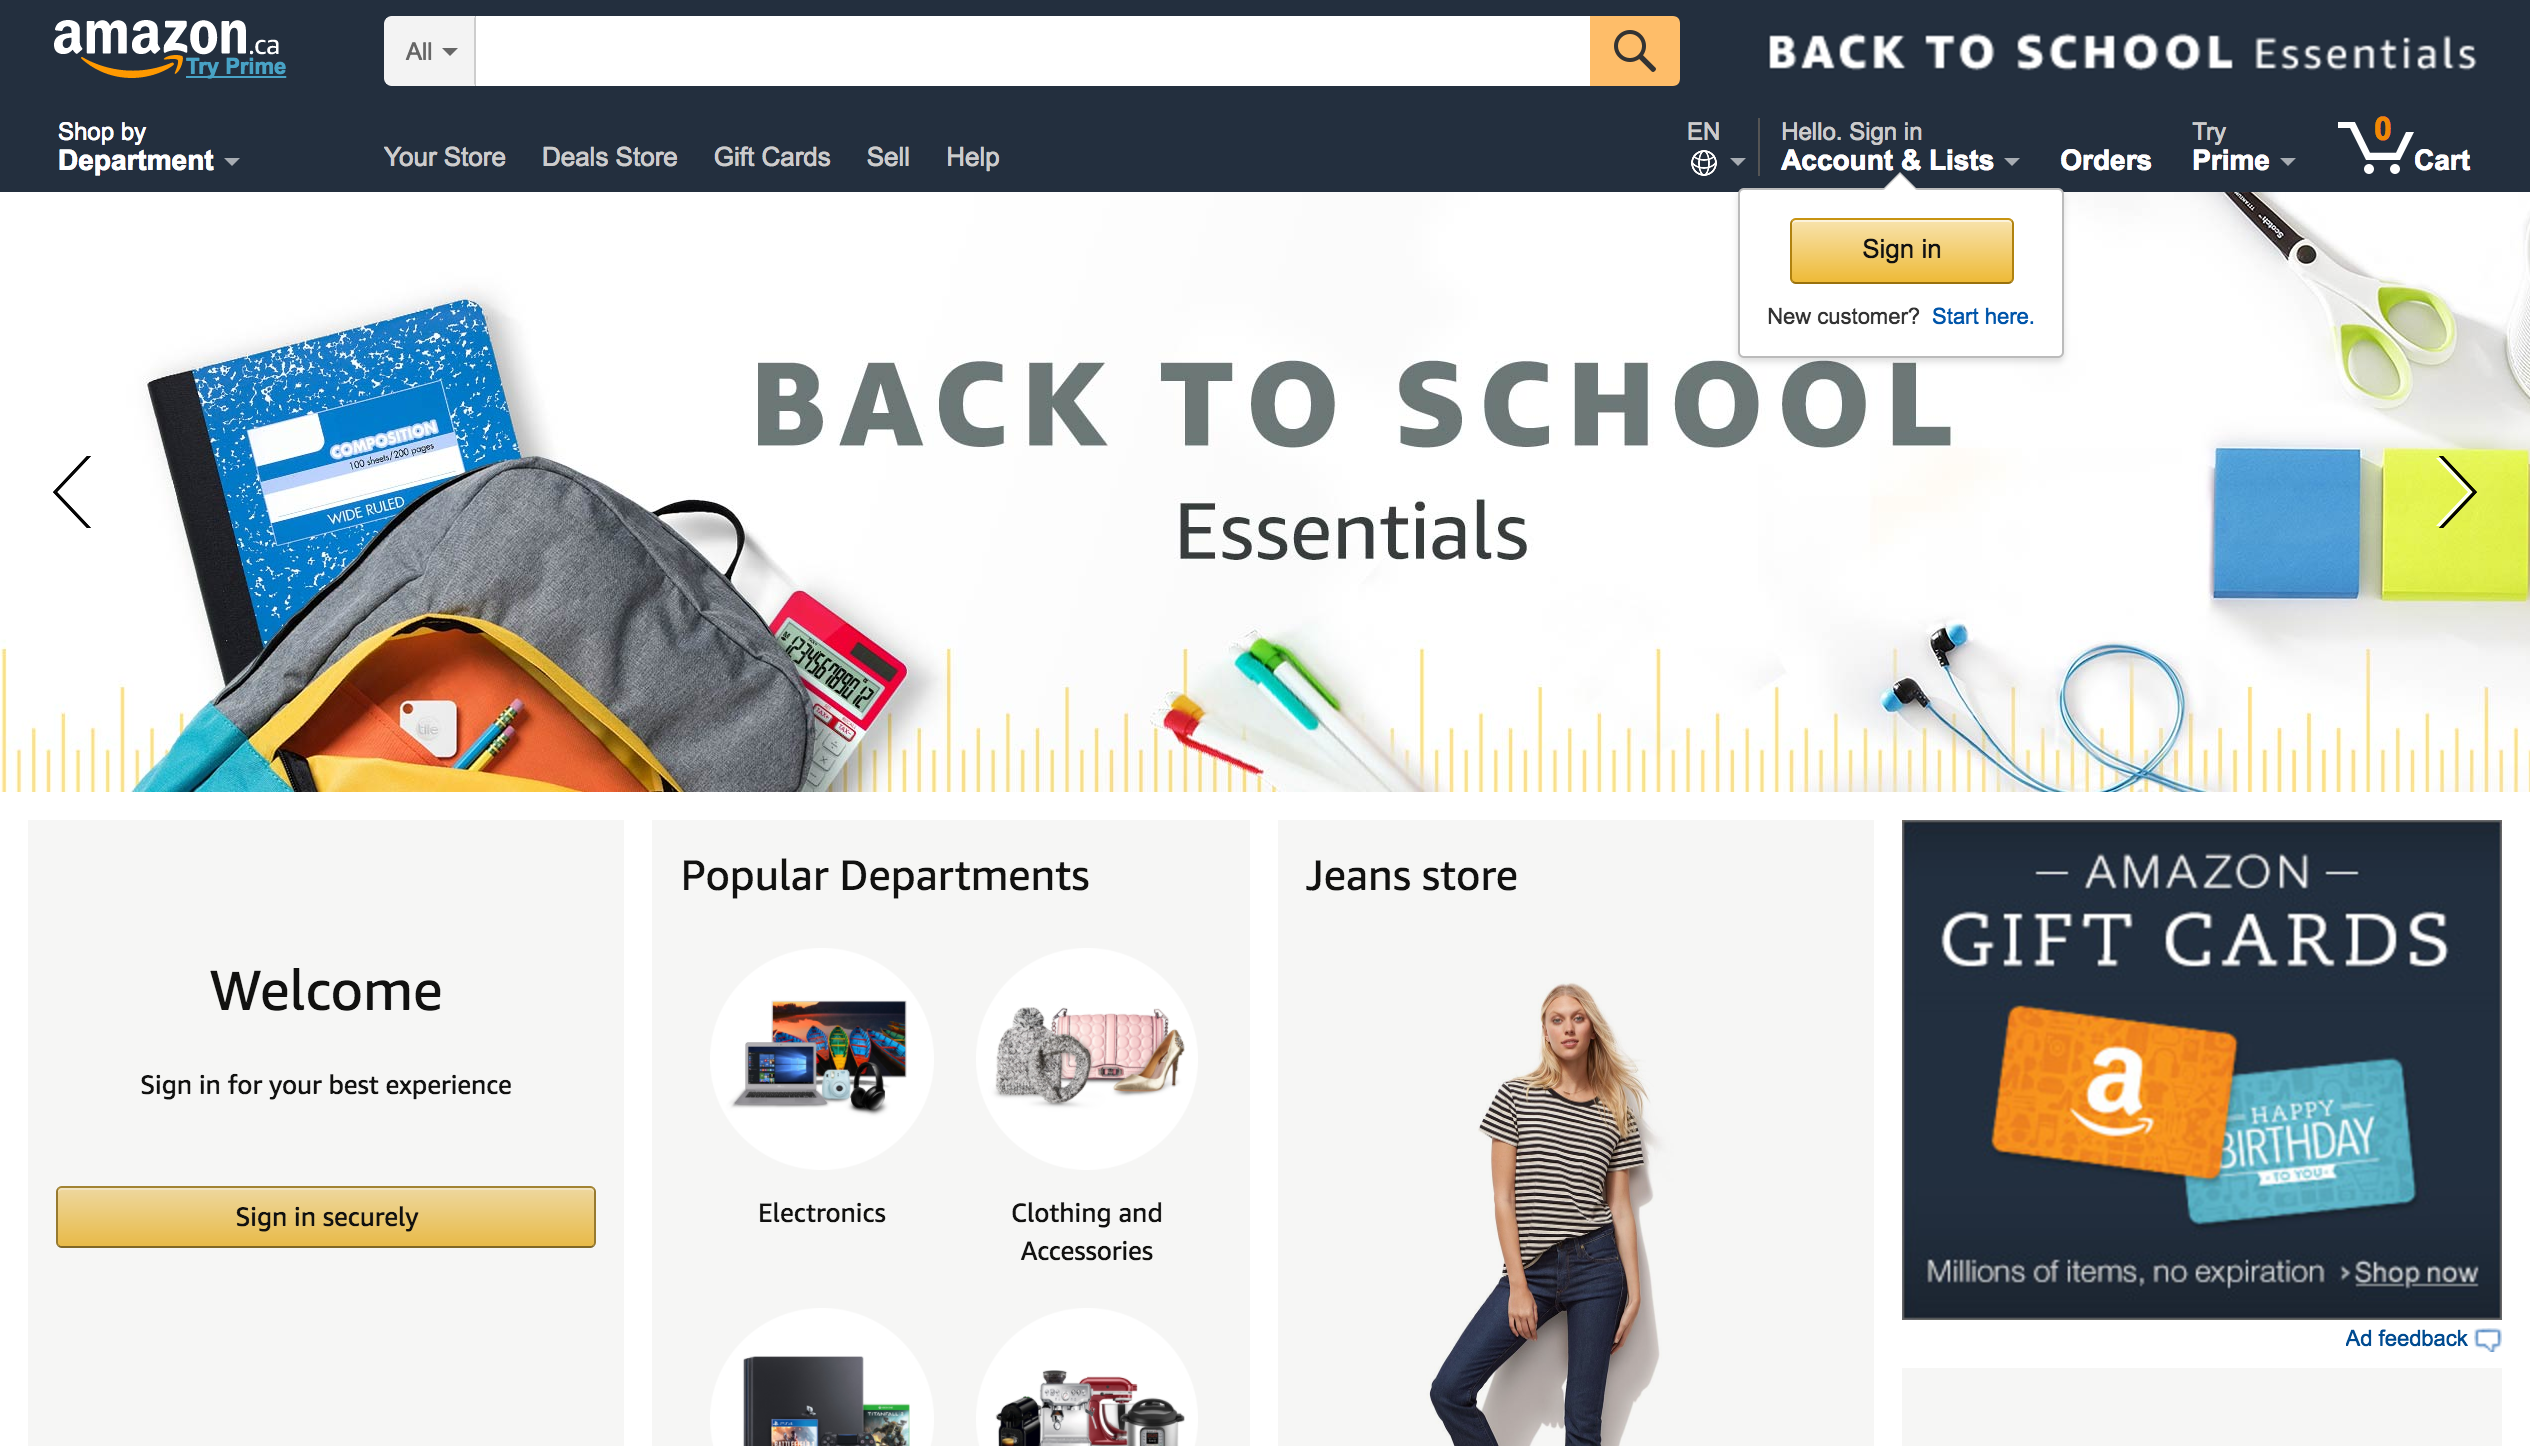 amazon.ca
Try Prime
All
BACK TO SCHOOL Essentials
Shop by
Department
Your Store
Deals Store
Gift Cards
Sell
Help
EN
Hello. Sign in
Account & Lists
Orders
Try
Prime
0
Cart
Sign in
New customer? Start here.
Scotch
COMPOSITION
100 sheets/200 pages
WIDE RULED
BACK TO SCHOOL
Essentials
tile
Welcome
Sign in for your best experience
Sign in securely
Popular Departments
Electronics
Clothing and
Accessories
TITANFALL
Jeans store
— AMAZON —
GIFT CARDS
a
HAPPY
BIRTHDAY
TO YOU
Millions of items, no expiration › Shop now
Ad feedback